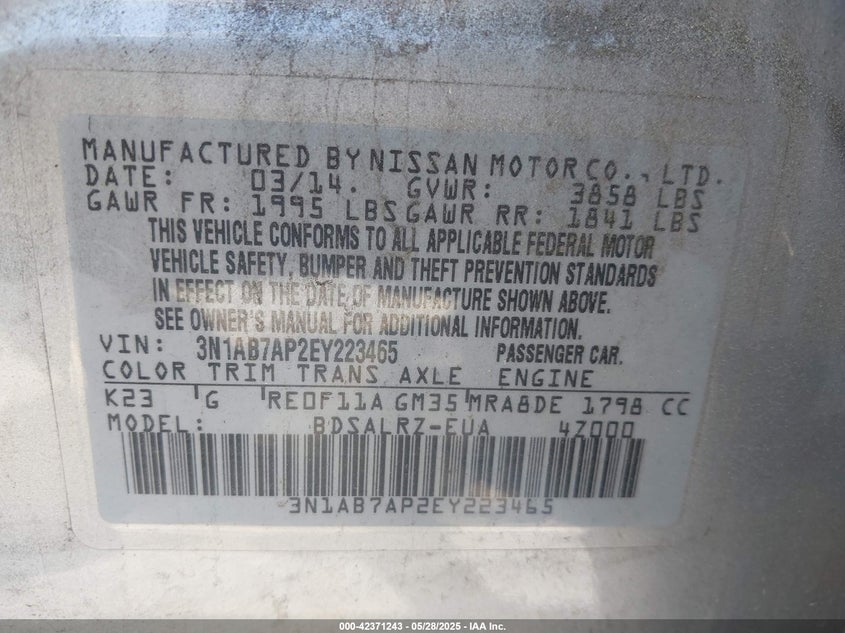 MANUFACTURED BY NISSAN MOTOR CO., LTD.
DATE: 03/14. GVWR: 3858 LBS
GAWR FR: 1995 LBS GAWR RR: 1841 LBS
THIS VEHICLE CONFORMS TO ALL APPLICABLE FEDERAL MOTOR
VEHICLE SAFETY, BUMPER AND THEFT PREVENTION STANDARDS
IN EFFECT ON THE DATE OF MANUFACTURE SHOWN ABOVE.
SEE OWNER'S MANUAL FOR ADDITIONAL INFORMATION.
VIN: 3N1AB7AP2EY223465 PASSENGER CAR.
COLOR TRIM TRANS AXLE ENGINE
K23 'G 'RE0F11A GM35'MRA8DE 1798 CC
MODEL: BDSALRZ-EUA 4Z000
3N1AB7AP2EY223465
000-42371243 - 05/28/2025 - IAA Inc.